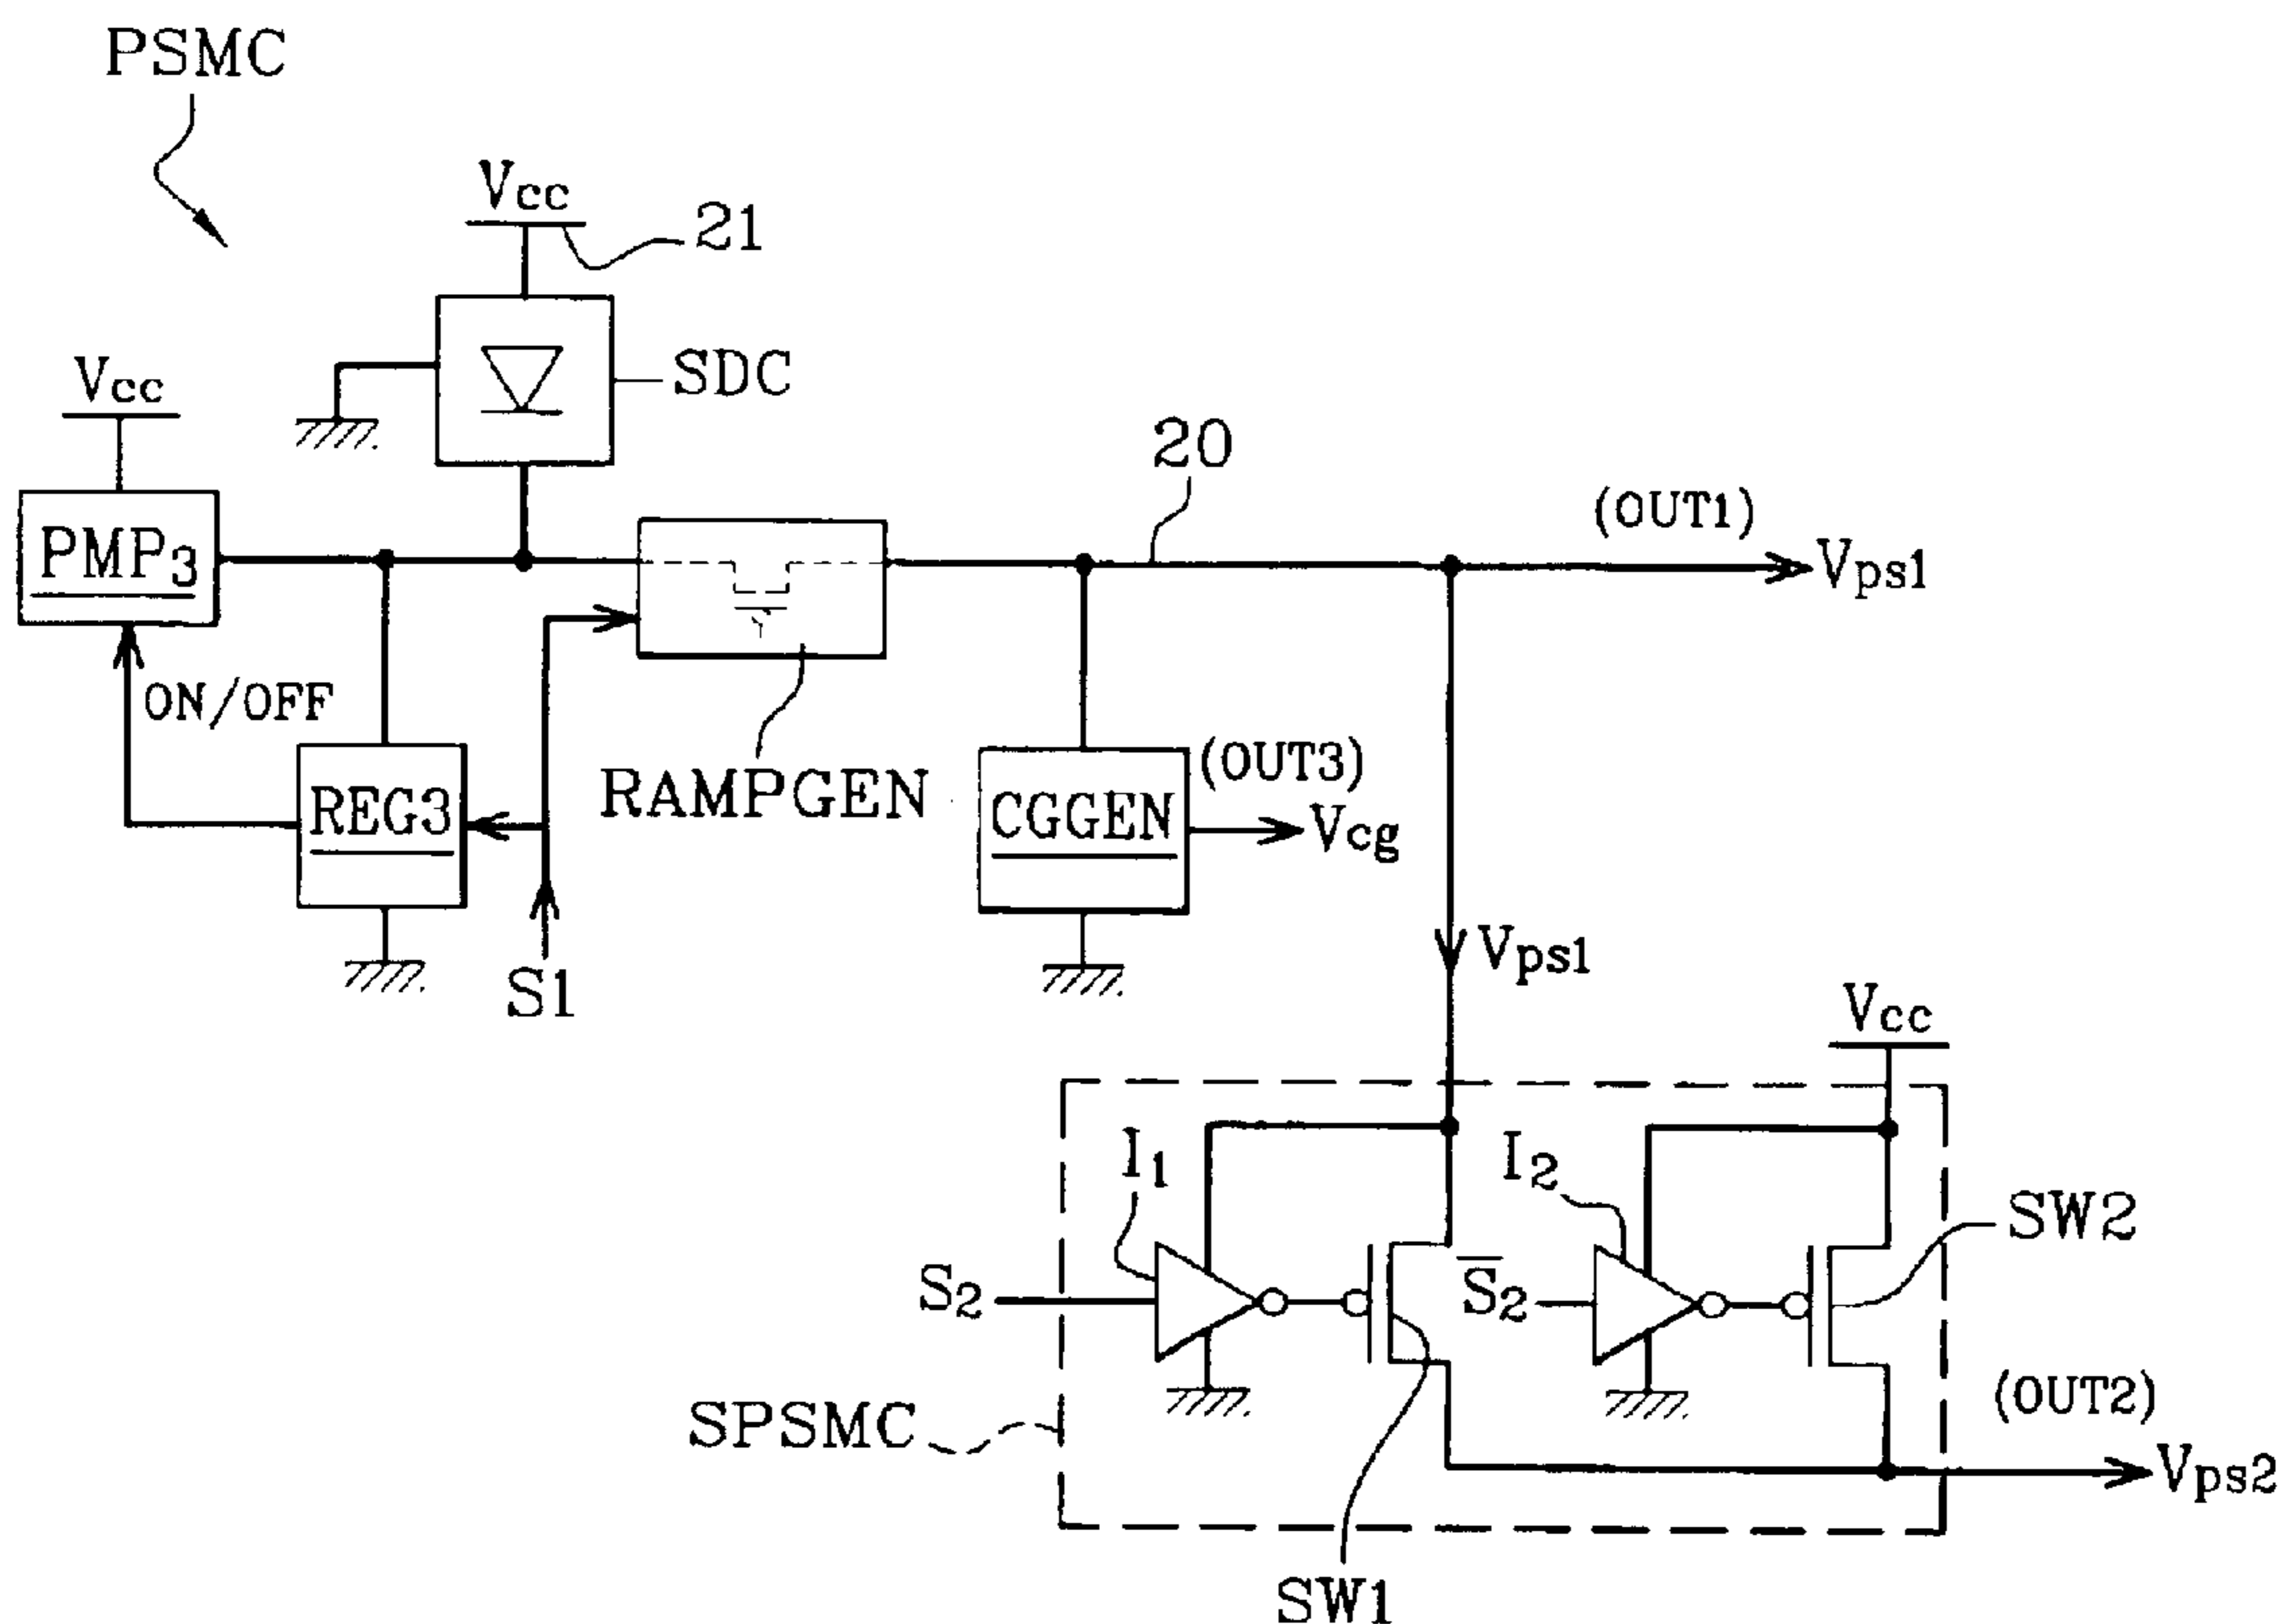 PSMC
Vcc
21
SDC
Vcc
20
(OUT1)
PMP3
Vps1
ON/OFF
RAMPGEN
(OUT3)
REG3
CGGEN
Vcg
S1
Vps1
Vcc
I1
I2
SW2
S2
S̅2
SPSMC
(OUT2)
Vps2
SW1